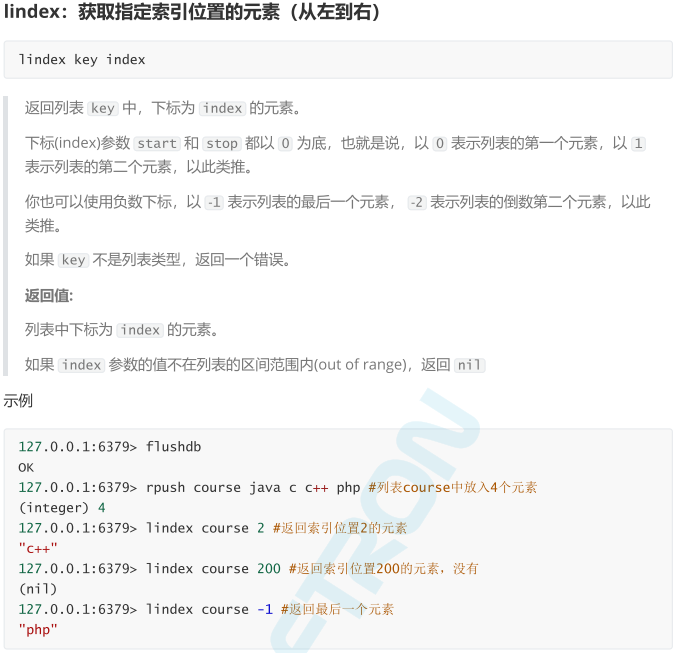 lindex：获取指定索引位置的元素（从左到右）
lindex key index
返回列表 key 中，下标为 index 的元素。
下标(index)参数 start 和 stop 都以 0 为底，也就是说，以 0 表示列表的第一个元素，以 1
表示列表的第二个元素，以此类推。
你也可以使用负数下标，以 -1 表示列表的最后一个元素， -2 表示列表的倒数第二个元素，以此
类推。
如果 key 不是列表类型，返回一个错误。
返回值:
列表中下标为 index 的元素。
如果 index 参数的值不在列表的区间范围内(out of range)，返回 nil
示例
127.0.0.1:6379> flushdb
OK
127.0.0.1:6379> rpush course java c c++ php #列表course中放入4个元素
(integer) 4
127.0.0.1:6379> lindex course 2 #返回索引位置2的元素
"c++"
127.0.0.1:6379> lindex course 200 #返回索引位置200的元素，没有
(nil)
127.0.0.1:6379> lindex course -1 #返回最后一个元素
"php"